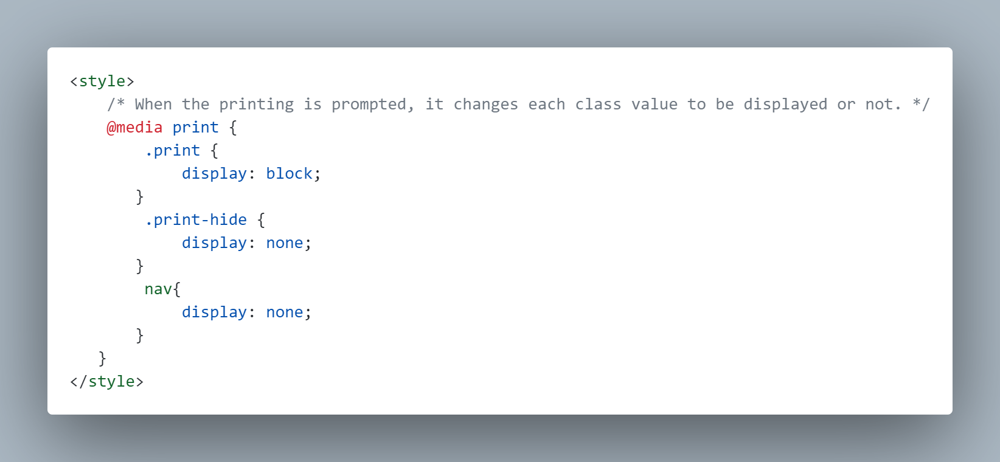 <style>
    /* When the printing is prompted, it changes each class value to be displayed or not. */
    @media print {
        .print {
            display: block;
       }
        .print-hide {
            display: none;
       }
        nav{
            display: none;
       }
   }
</style>